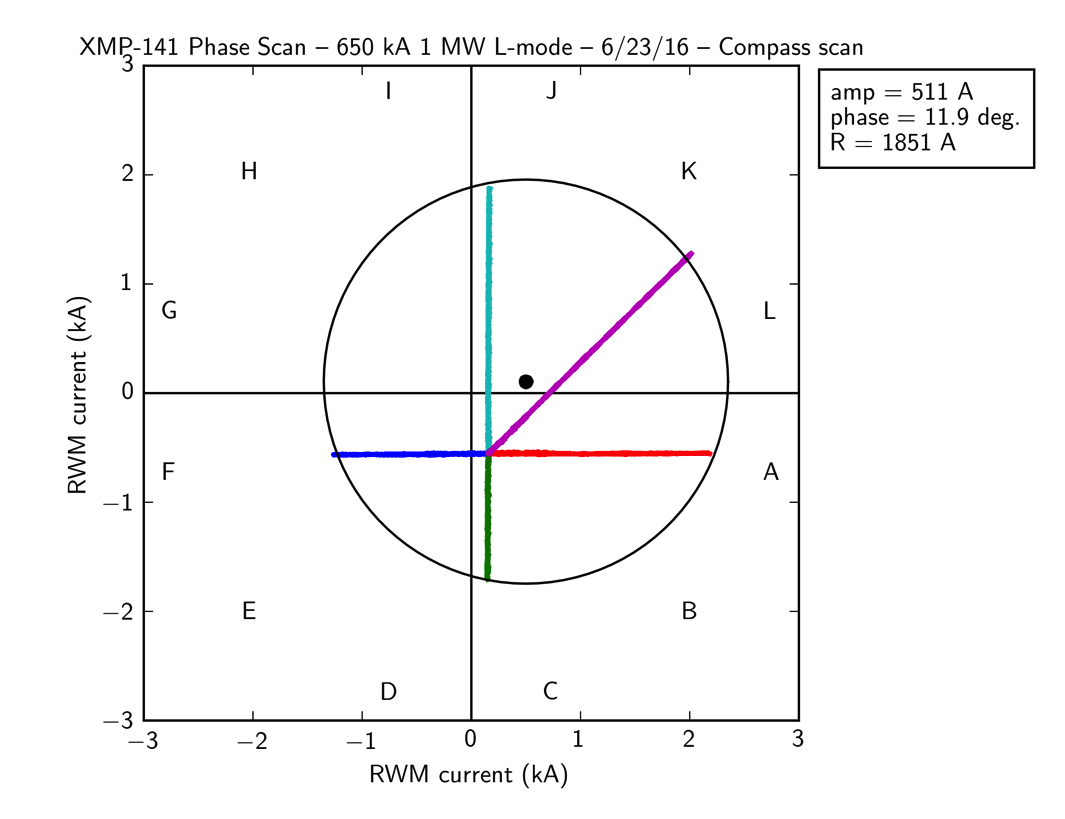 XMP-141 Phase Scan – 650 kA 1 MW L-mode – 6/23/16 – Compass scan
amp = 511 A
phase = 11.9 deg.
R = 1851 A
3
2
1
0
−1
−2
−3
RWM current (kA)
I
J
H
K
G
L
F
A
E
B
D
C
−3
−2
−1
0
1
2
3
RWM current (kA)